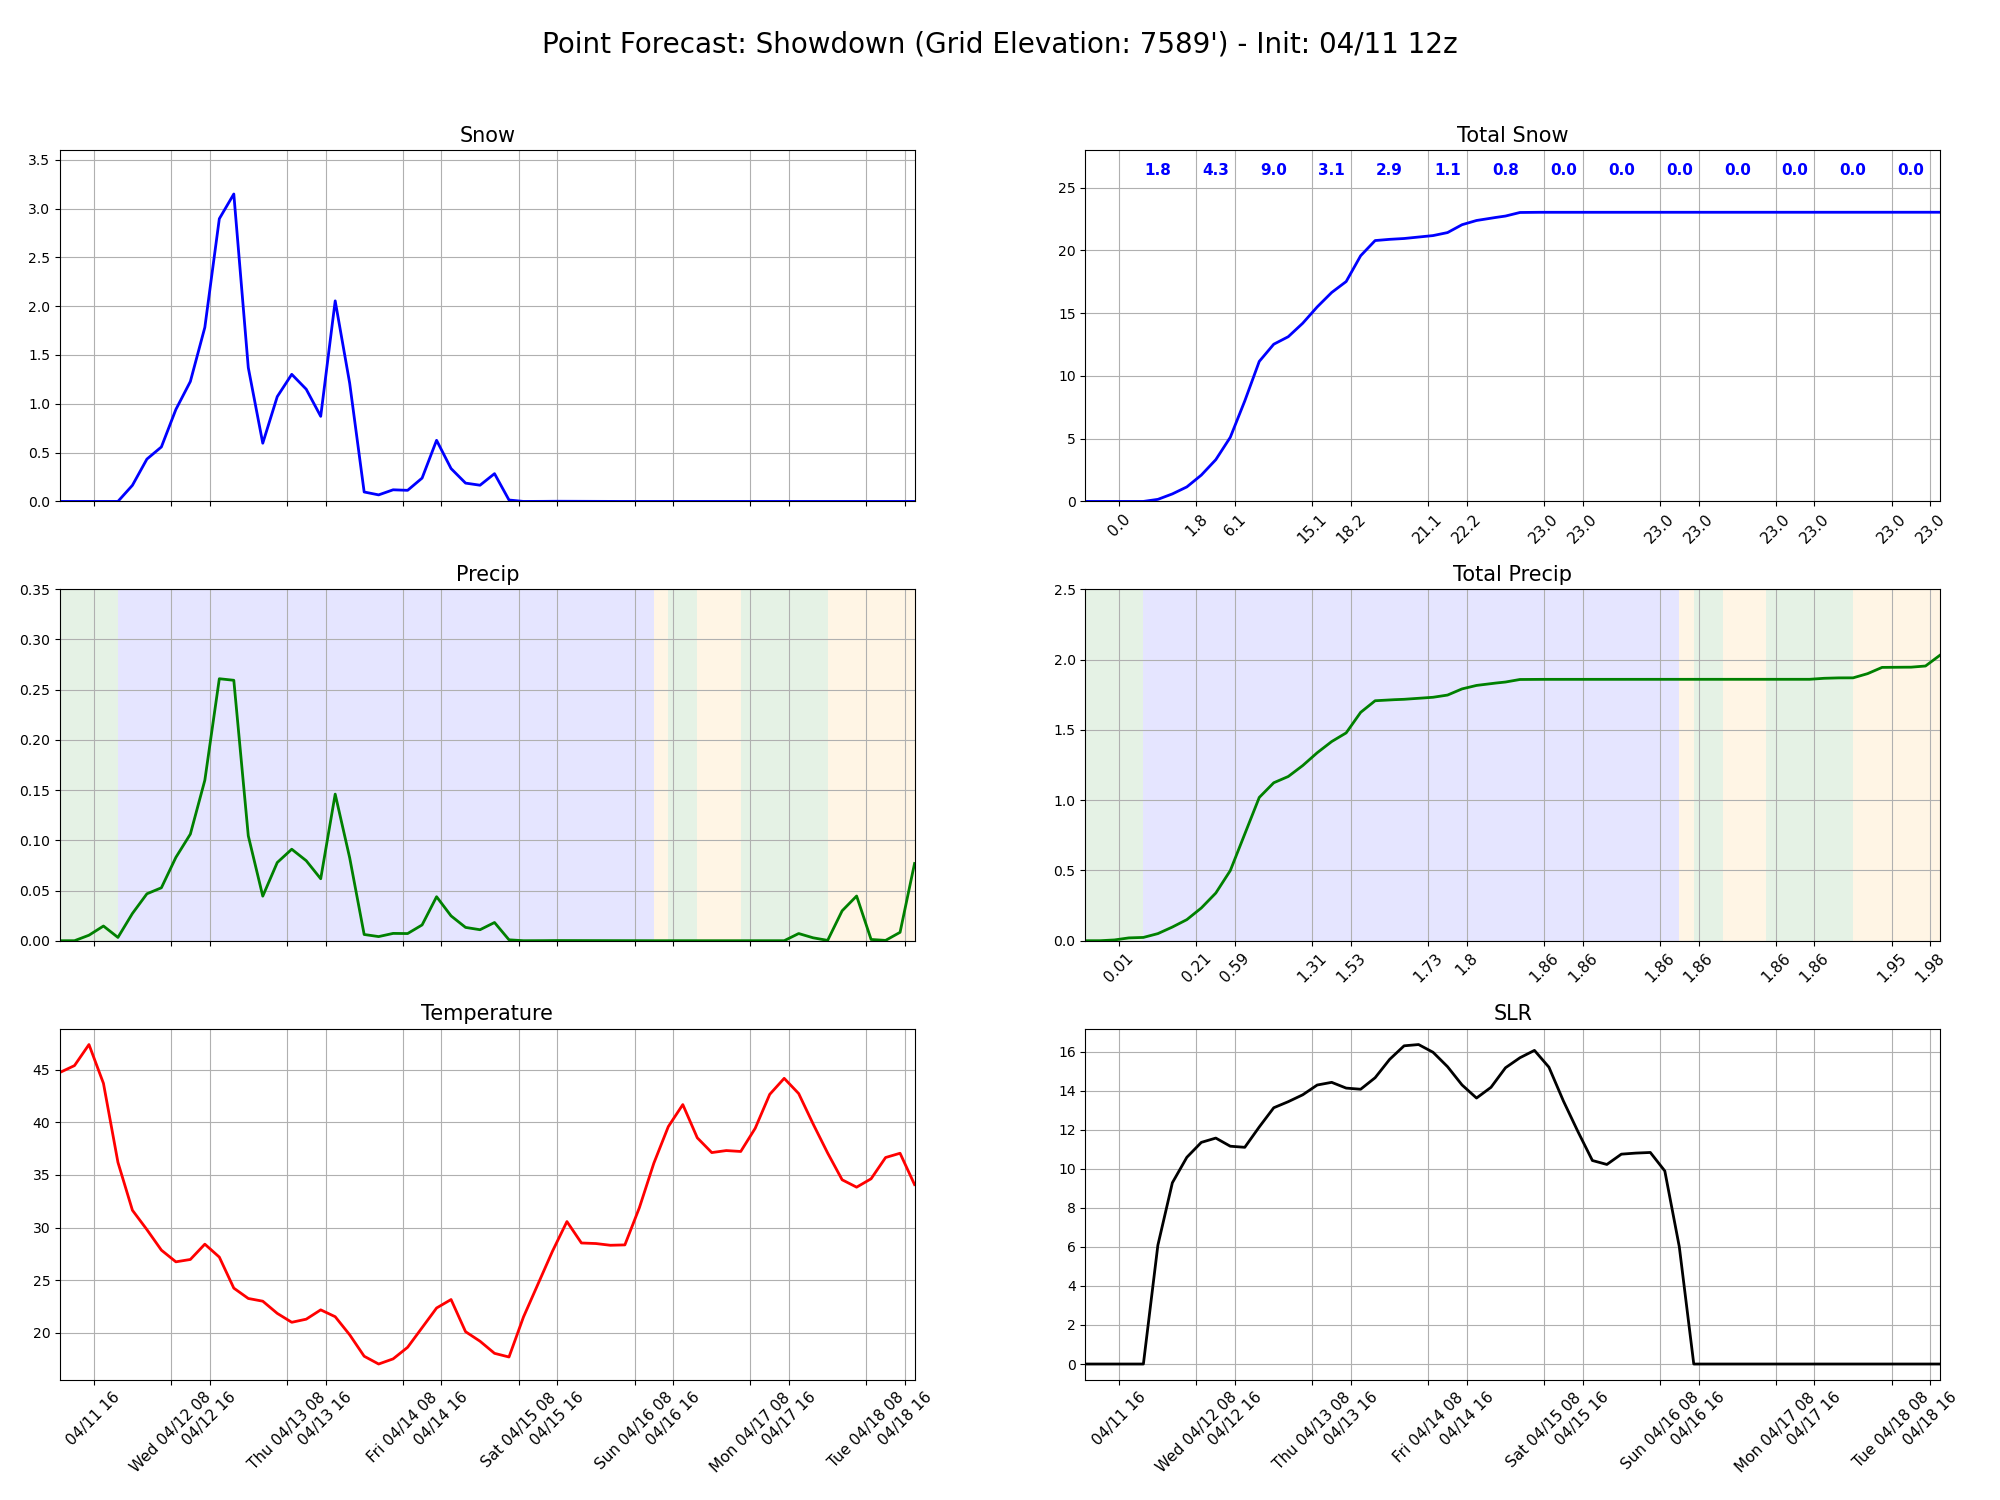 Point Forecast: Showdown (Grid Elevation: 7589') - Init: 04/11 12z
Snow
3.5
3.0
2.5
2.0
1.5
1.0
0.5
0.0
Total Snow
1.8 4.3 9.0 3.1 2.9 1.1 0.8 0.0 0.0 0.0 0.0 0.0 0.0 0.0
25
20
15
10
5
0
0.0 1.8 6.1 15.1 18.2 21.1 22.2 23.0 23.0 23.0 23.0 23.0 23.0 23.0 23.0
Precip
0.35
0.30
0.25
0.20
0.15
0.10
0.05
0.00
Total Precip
2.5
2.0
1.5
1.0
0.5
0.0
0.01 0.21 0.59 1.31 1.53 1.73 1.8 1.86 1.86 1.86 1.86 1.86 1.86 1.95 1.98
Temperature
45
40
35
30
25
20
04/11 16
Wed 04/12 08
04/12 16
Thu 04/13 08
04/13 16
Fri 04/14 08
04/14 16
Sat 04/15 08
04/15 16
Sun 04/16 08
04/16 16
Mon 04/17 08
04/17 16
Tue 04/18 08
04/18 16
SLR
16
14
12
10
8
6
4
2
0
04/11 16
Wed 04/12 08
04/12 16
Thu 04/13 08
04/13 16
Fri 04/14 08
04/14 16
Sat 04/15 08
04/15 16
Sun 04/16 08
04/16 16
Mon 04/17 08
04/17 16
Tue 04/18 08
04/18 16